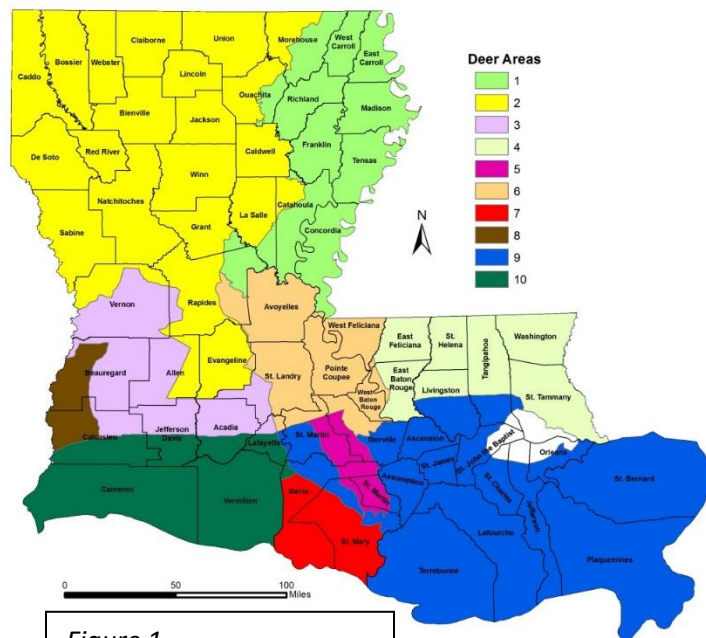 Caddo
Bossier
Webster
Claiborne
Union
Morehouse
West
Carroll
East
Carroll
Lincoln
Ouachita
Richland
Madison
Bienville
Jackson
De Soto
Red River
Caldwell
Franklin
Tensas
Winn
Natchitoches
Sabine
Grant
La Salle
Catahoula
Concordia
Vernon
Rapides
Avoyelles
Beauregard
Allen
Evangeline
St. Landry
Pointe
Coupee
West Feliciana
East
Feliciana
St.
Helena
Tangipahoa
Washington
East
Baton
Rouge
West
Baton
Rouge
Livingston
St.
Tammany
Calcasieu
Jefferson
Davis
Acadia
Lafayette
St. Martin
Iberville
Ascension
St. James
St. John the Baptist
Orleans
Cameron
Vermilion
Iberia
St. Martin
Assumption
St. Charles
Jefferson
St. Bernard
St. Mary
Terrebonne
Lafourche
Plaquemines
Deer Areas
1
2
3
4
5
6
7
8
9
10
N
0 50 100
Miles
Figure 1